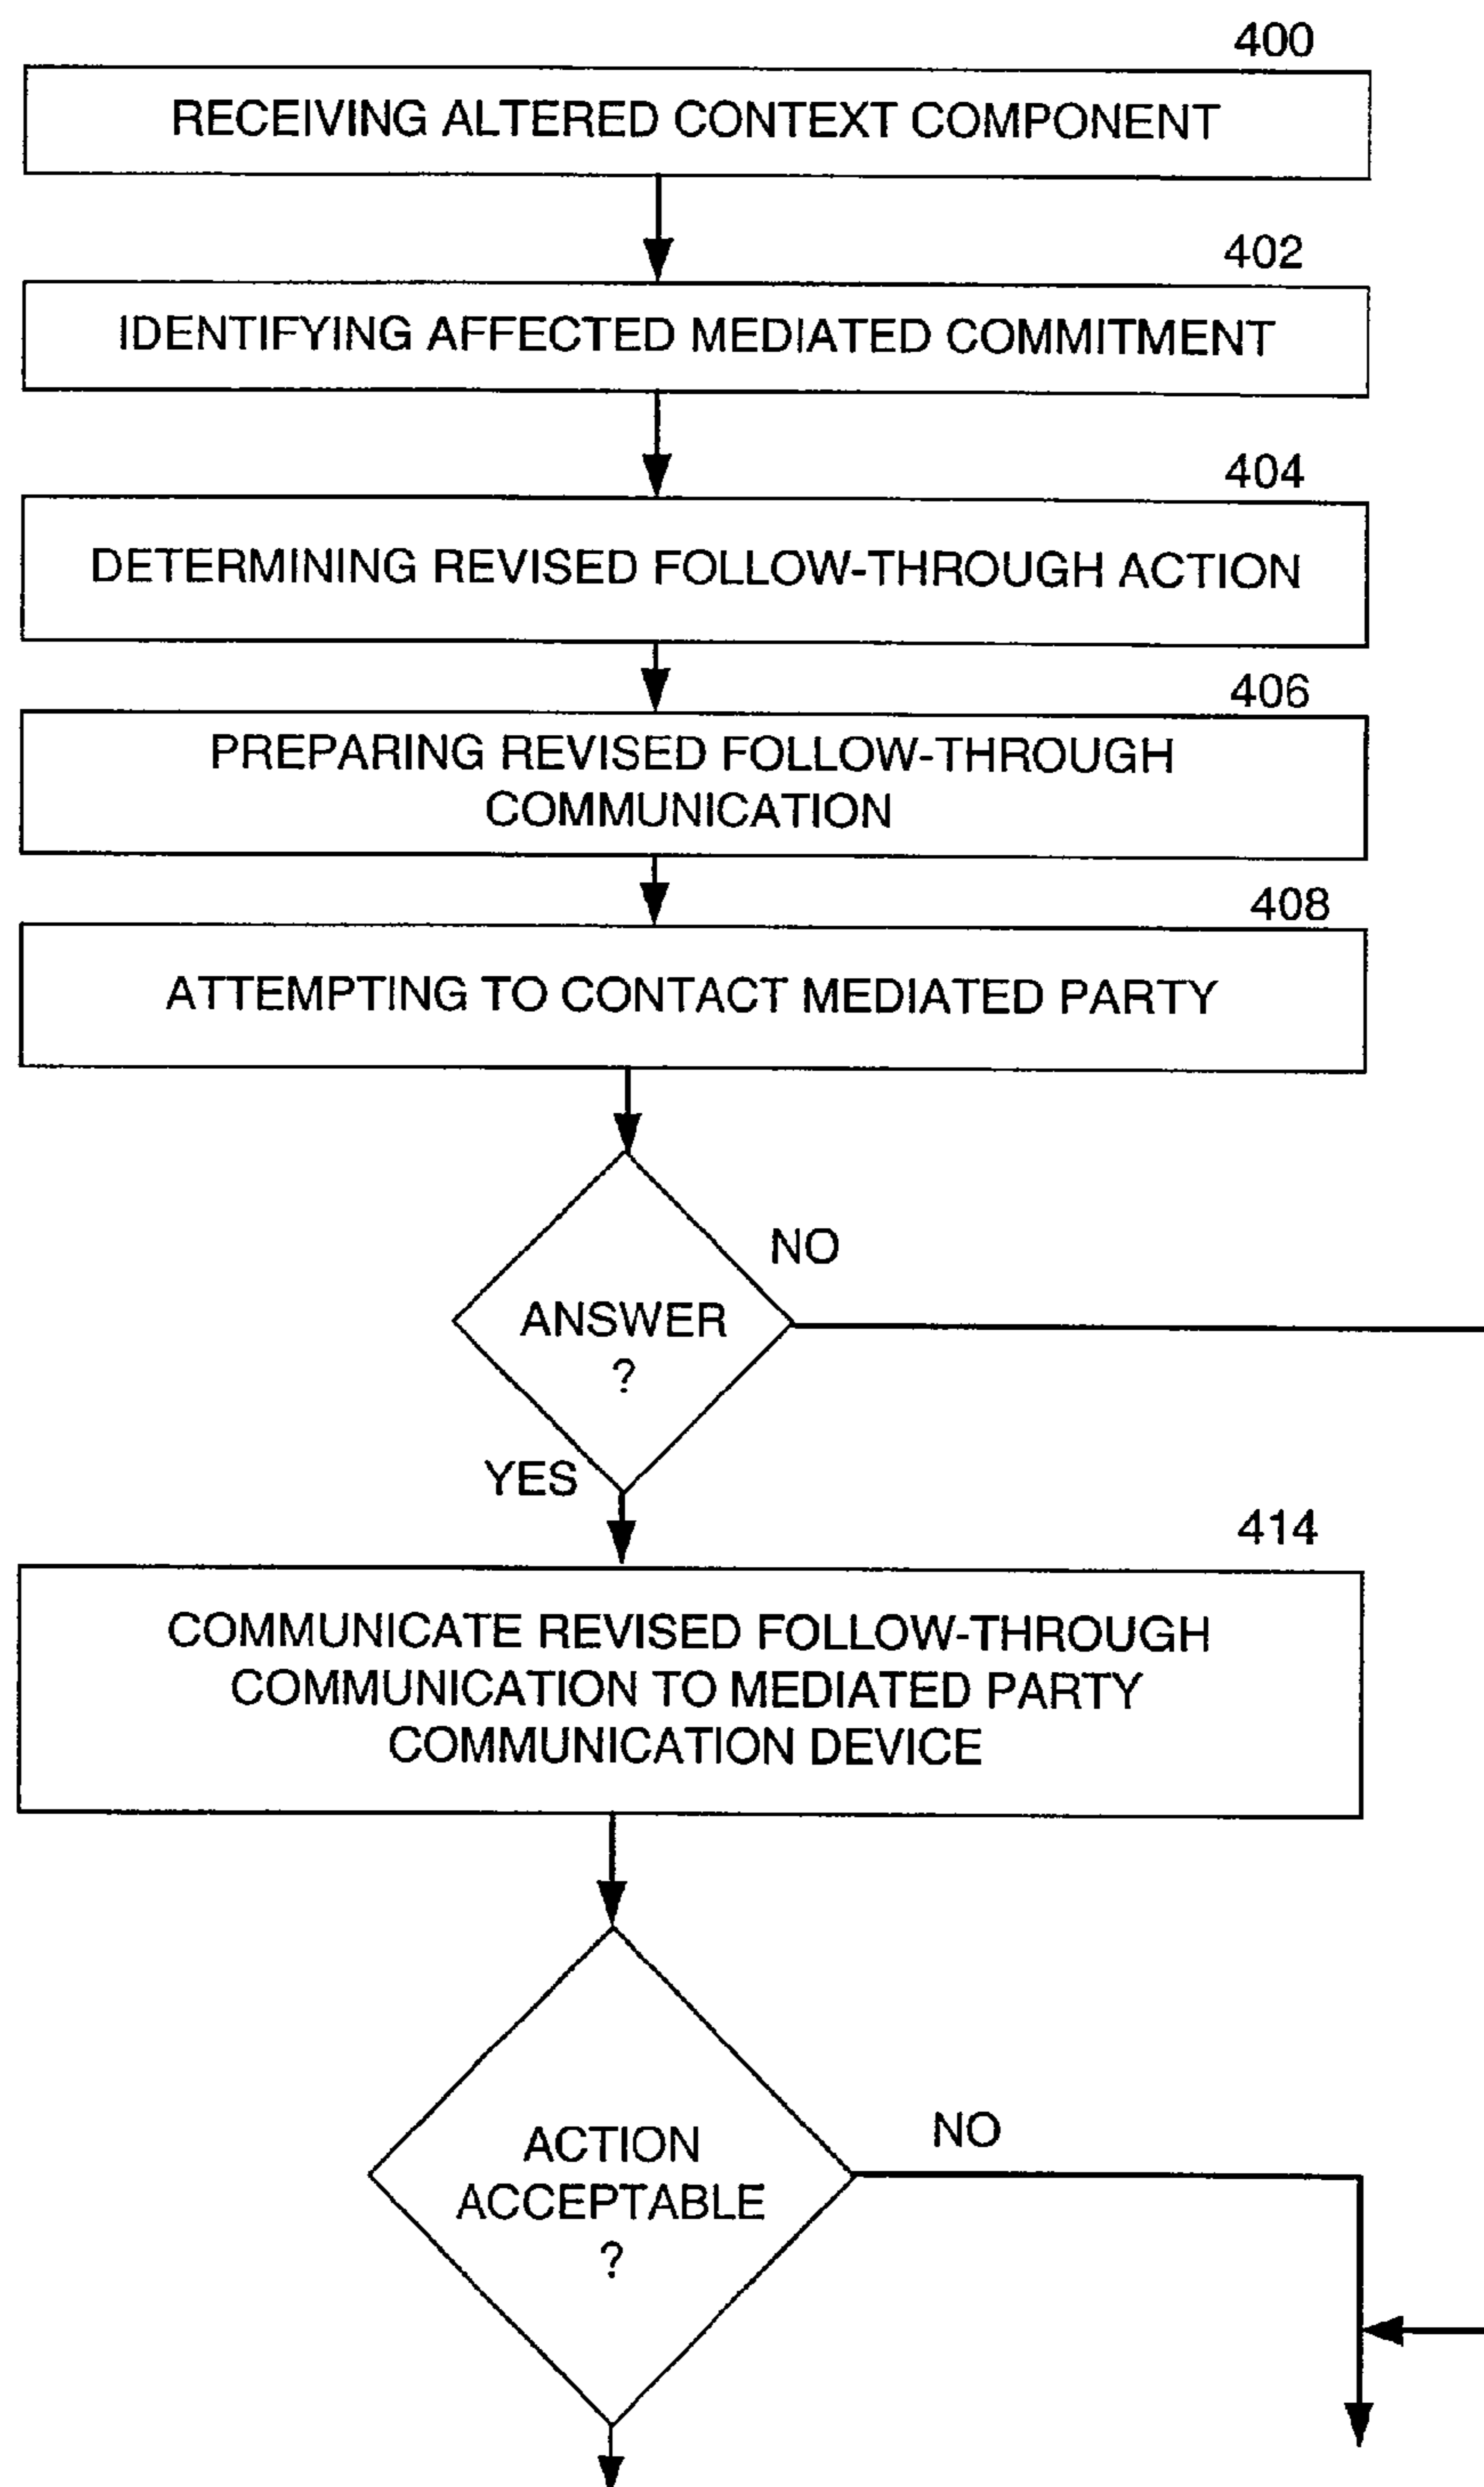 400
RECEIVING ALTERED CONTEXT COMPONENT
402
IDENTIFYING AFFECTED MEDIATED COMMITMENT
404
DETERMINING REVISED FOLLOW-THROUGH ACTION
406
PREPARING REVISED FOLLOW-THROUGH
COMMUNICATION
408
ATTEMPTING TO CONTACT MEDIATED PARTY
NO
ANSWER
?
YES
414
COMMUNICATE REVISED FOLLOW-THROUGH
COMMUNICATION TO MEDIATED PARTY
COMMUNICATION DEVICE
NO
ACTION
ACCEPTABLE
?